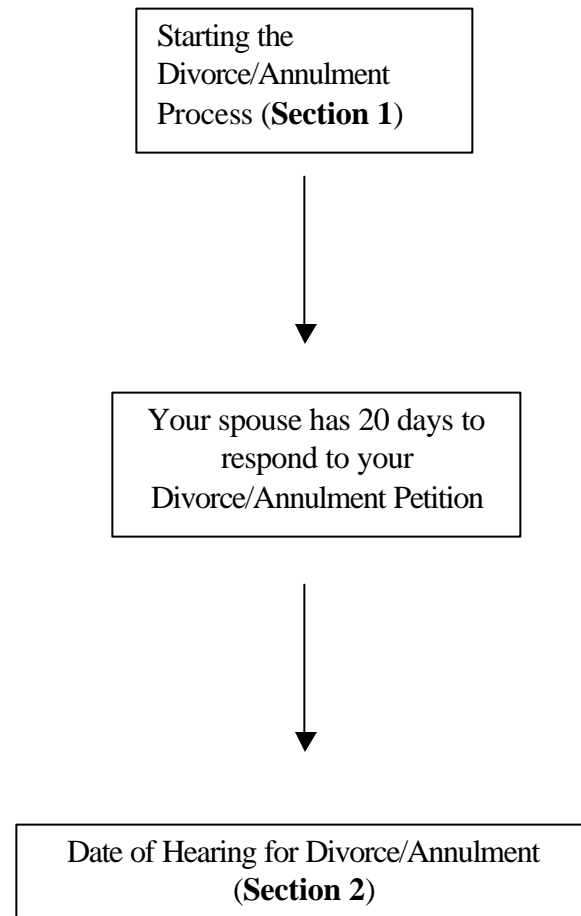 Starting the
Divorce/Annulment
Process (Section 1)
Your spouse has 20 days to
respond to your
Divorce/Annulment Petition
Date of Hearing for Divorce/Annulment
(Section 2)